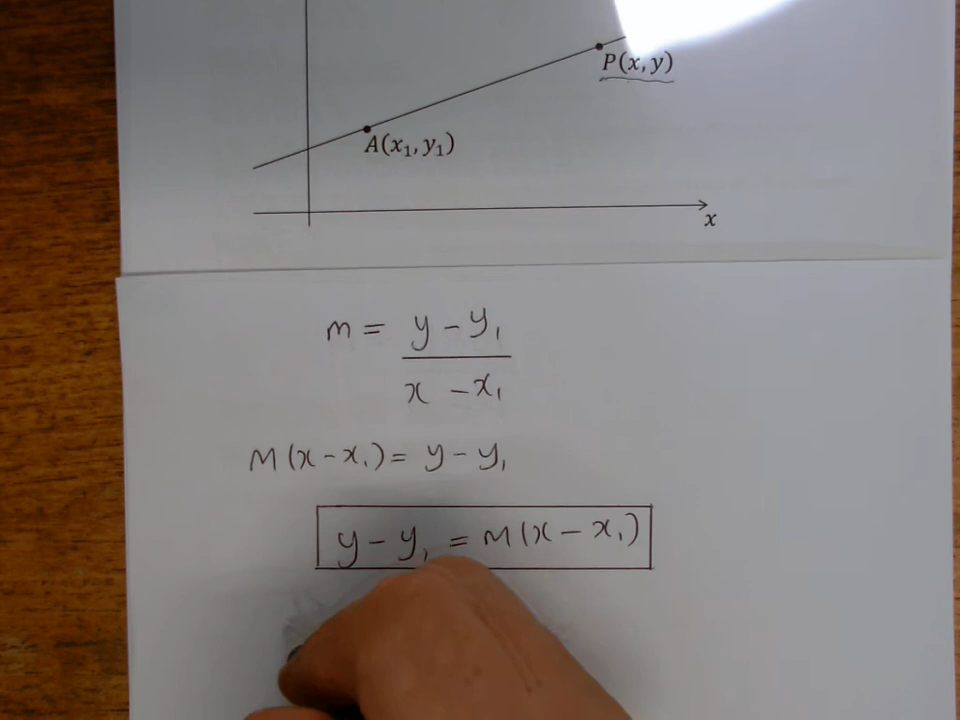 P(x, y)
A(x₁, y₁)
x
m = y - y₁
x - x₁
M(x - x₁) = y - y₁
y - y₁ = M(x - x₁)